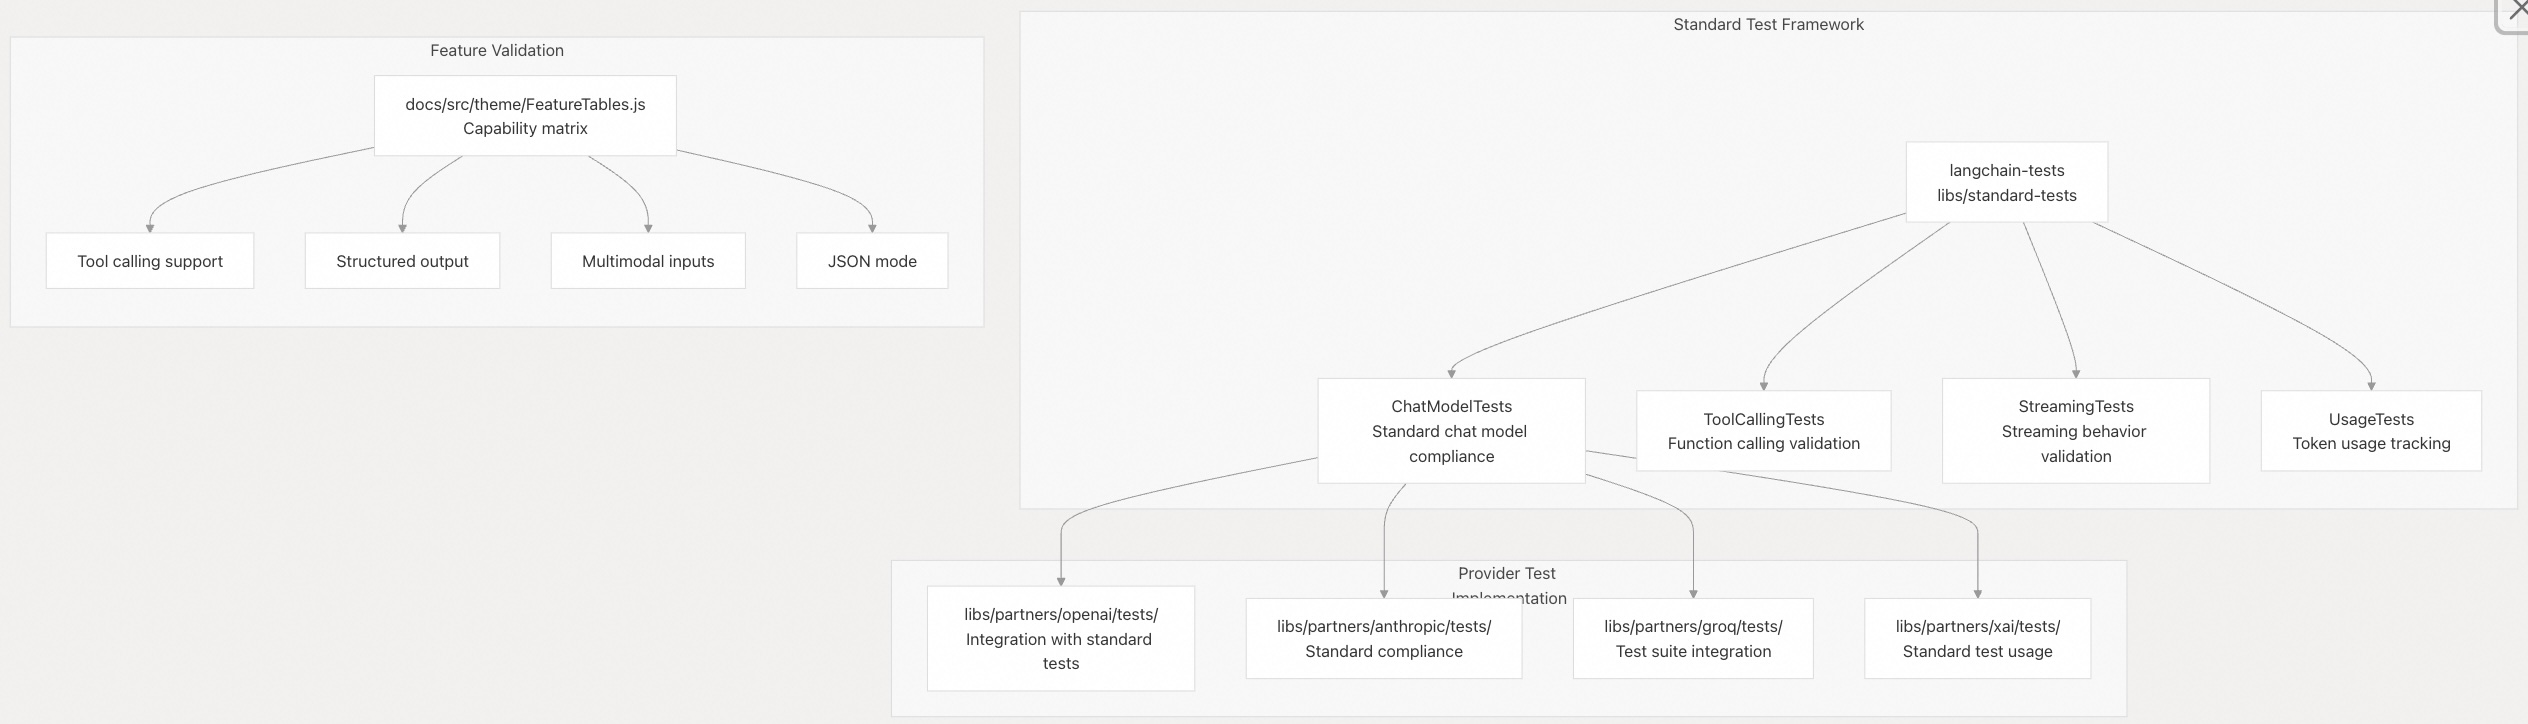 Feature Validation
docs/src/theme/FeatureTables.js
Capability matrix
Tool calling support
Structured output
Multimodal inputs
JSON mode
Standard Test Framework
langchain-tests
libs/standard-tests
ChatModelTests
Standard chat model
compliance
ToolCallingTests
Function calling validation
StreamingTests
Streaming behavior
validation
UsageTests
Token usage tracking
Provider Test
Implementation
libs/partners/openai/tests/
Integration with standard
tests
libs/partners/anthropic/tests/
Standard compliance
libs/partners/groq/tests/
Test suite integration
libs/partners/xai/tests/
Standard test usage